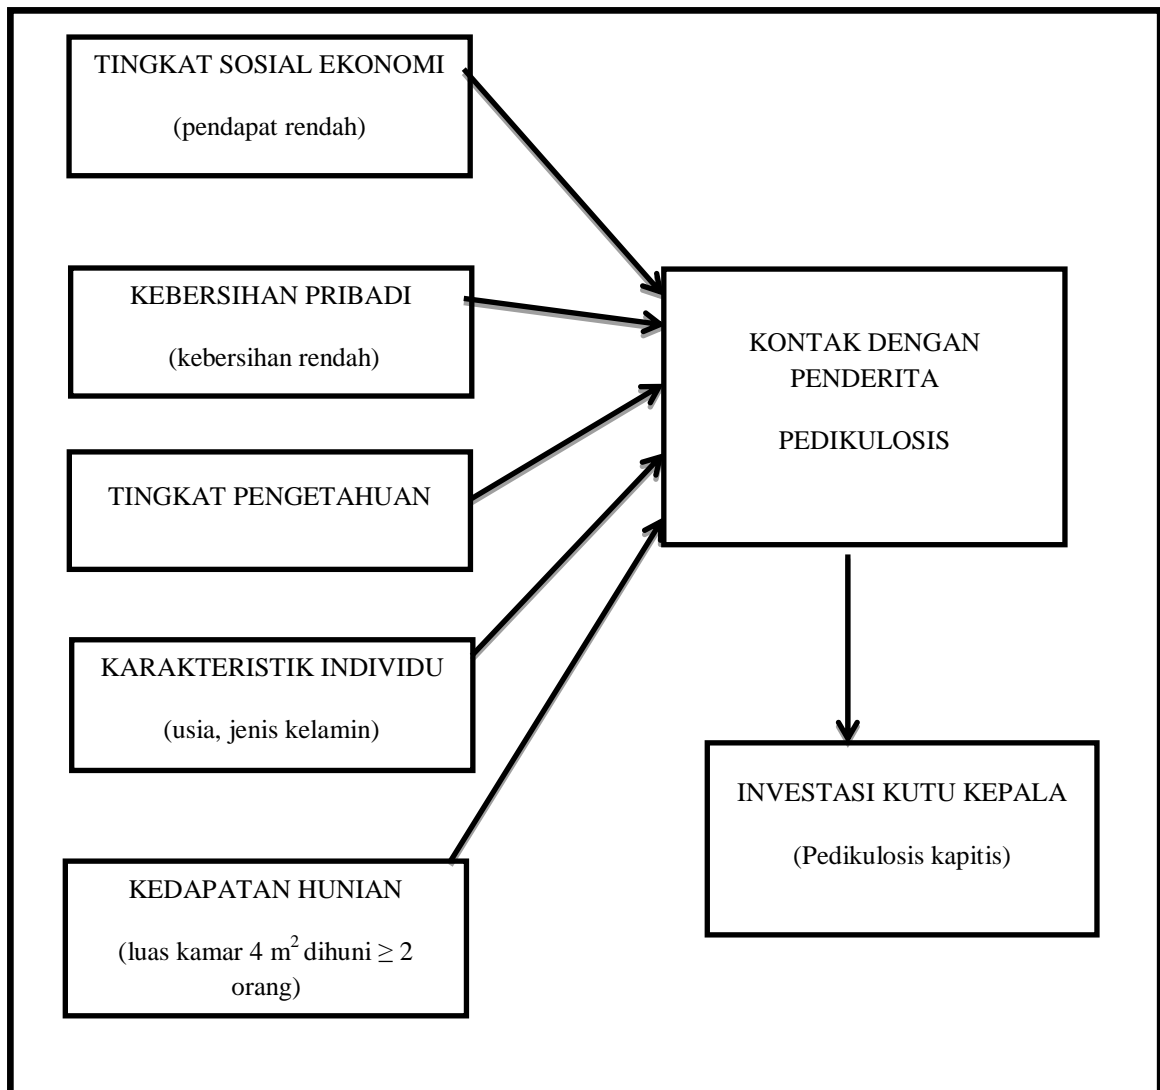 TINGKAT SOSIAL EKONOMI
(pendapat rendah)
KEBERSIHAN PRIBADI
(kebersihan rendah)
TINGKAT PENGETAHUAN
KARAKTERISTIK INDIVIDU
(usia, jenis kelamin)
KEDAPATAN HUNIAN
(luas kamar 4 m² dihuni ≥ 2
orang)
KONTAK DENGAN
PENDERITA
PEDIKULOSIS
INVESTASI KUTU KEPALA
(Pedikulosis kapitis)